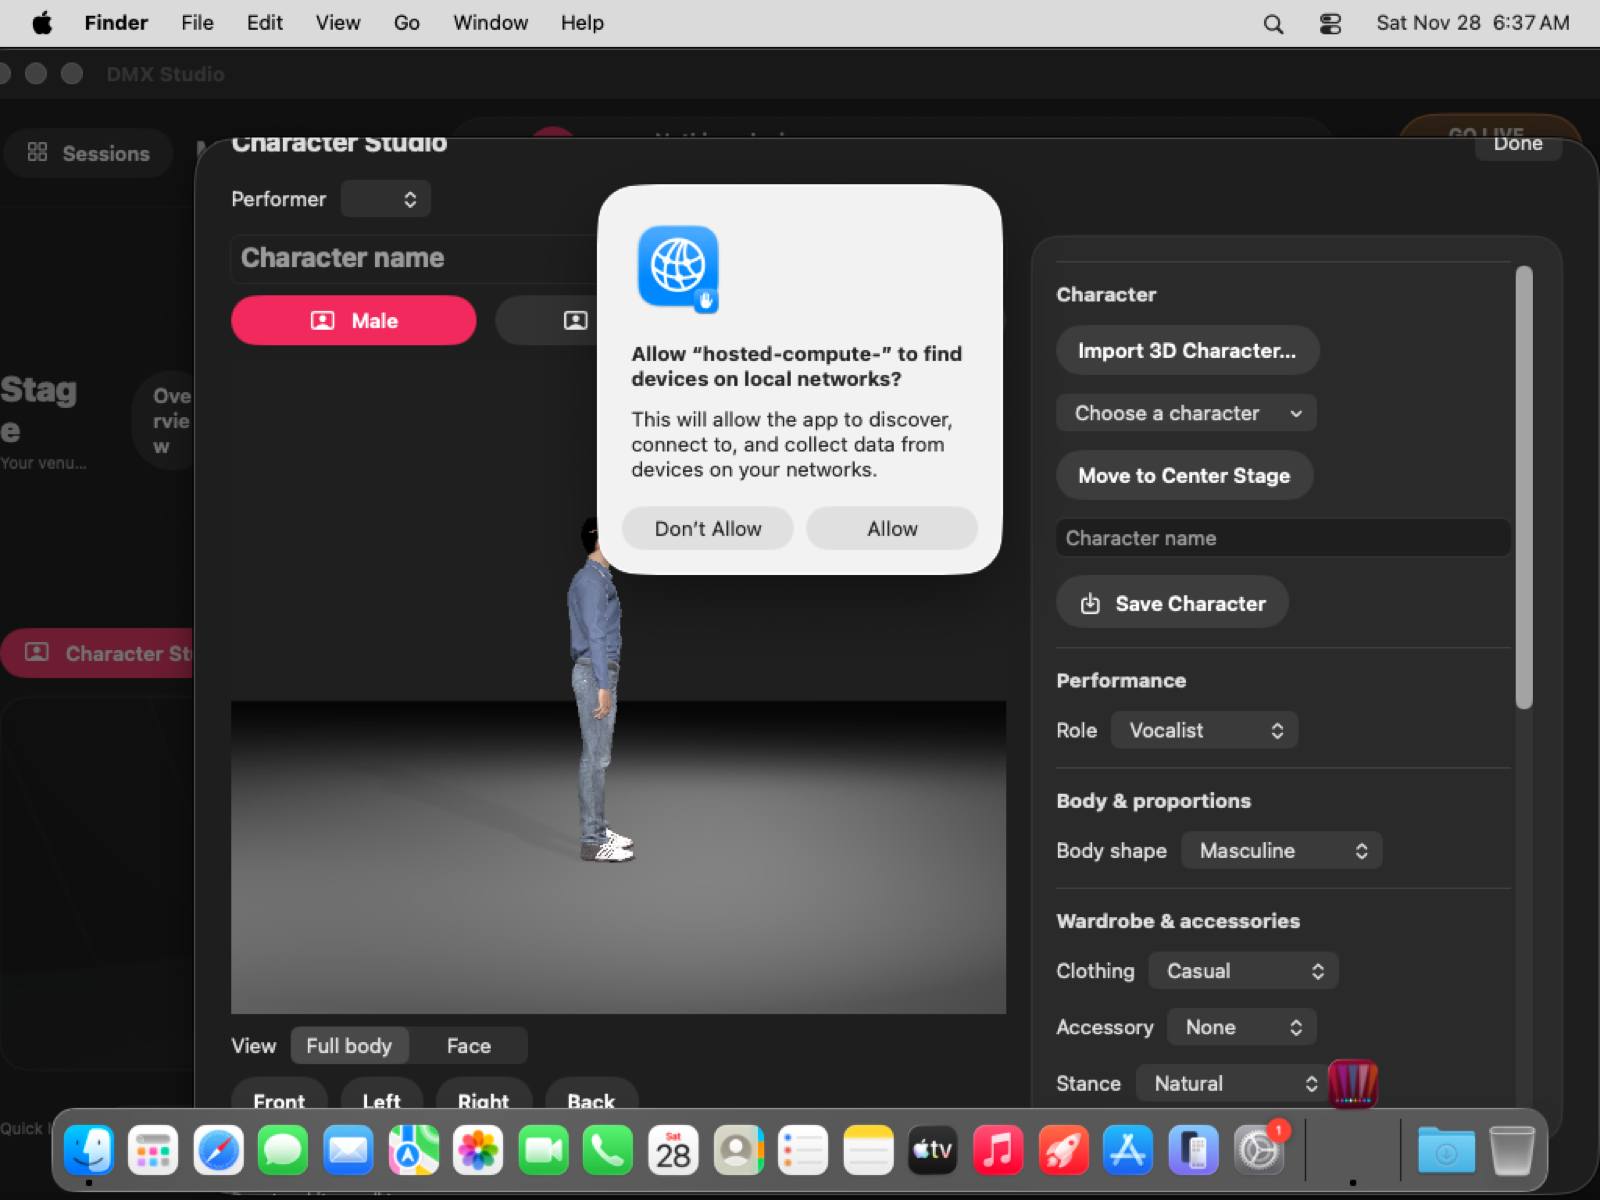 Finder File Edit View Go Window Help Sat Nov 28 6:37 AM
DMX Studio
Sessions
GO LIVE
Character Studio
Done
Performer
Character name
Male
Stag
e
Your venu...
Ove
rvie
w
Character St
Quick
Allow “hosted-compute-” to find
devices on local networks?
This will allow the app to discover,
connect to, and collect data from
devices on your networks.
Don’t Allow
Allow
Character
Import 3D Character...
Choose a character
Move to Center Stage
Character name
Save Character
Performance
Role Vocalist
Body & proportions
Body shape Masculine
Wardrobe & accessories
Clothing Casual
Accessory None
Stance Natural
View Full body Face
Front Left Right Back
Sat
28
tv
1